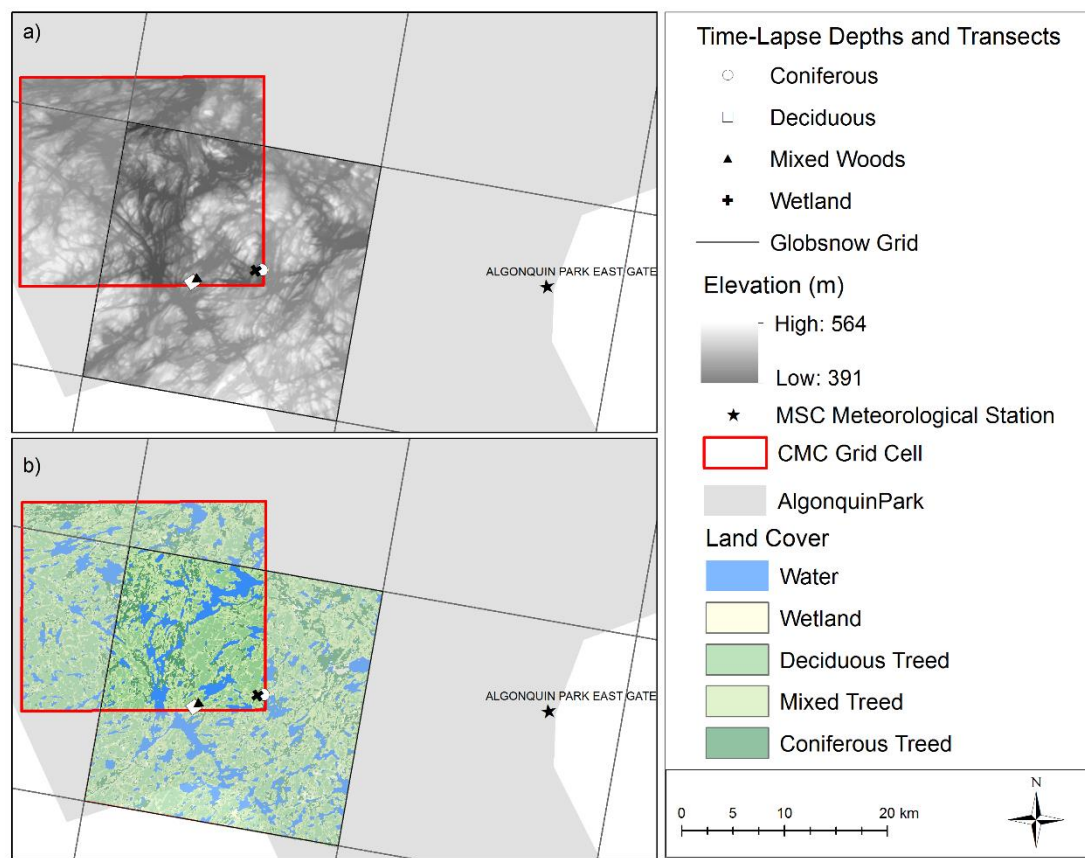 a)
ALGONQUIN PARK EAST GATE
b)
ALGONQUIN PARK EAST GATE
Time-Lapse Depths and Transects
Coniferous
Deciduous
Mixed Woods
Wetland
Globsnow Grid
Elevation (m)
High: 564
Low: 391
MSC Meteorological Station
CMC Grid Cell
AlgonquinPark
Land Cover
Water
Wetland
Deciduous Treed
Mixed Treed
Coniferous Treed
0 5 10 20 km
N